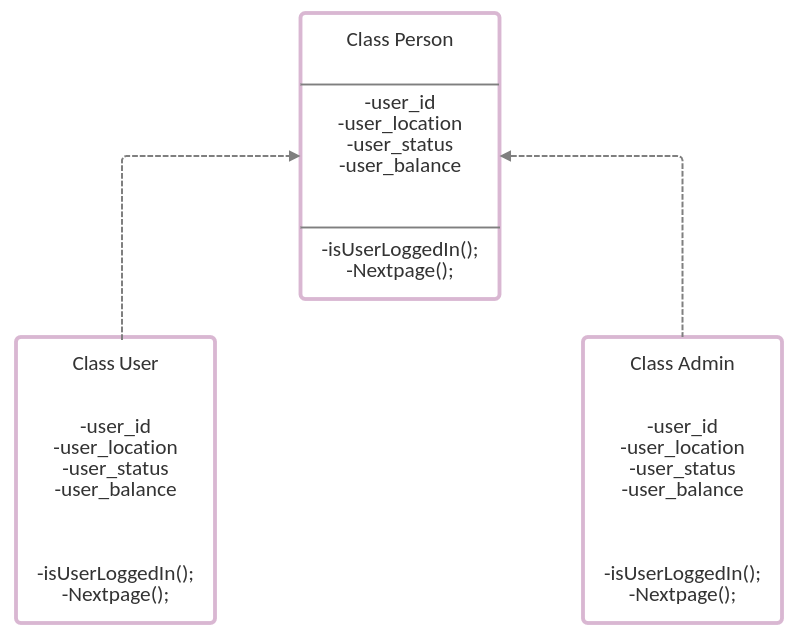 Class Person
-user_id
-user_location
-user_status
-user_balance
-isUserLoggedIn();
-Nextpage();
Class User
-user_id
-user_location
-user_status
-user_balance
-isUserLoggedIn();
-Nextpage();
Class Admin
-user_id
-user_location
-user_status
-user_balance
-isUserLoggedIn();
-Nextpage();